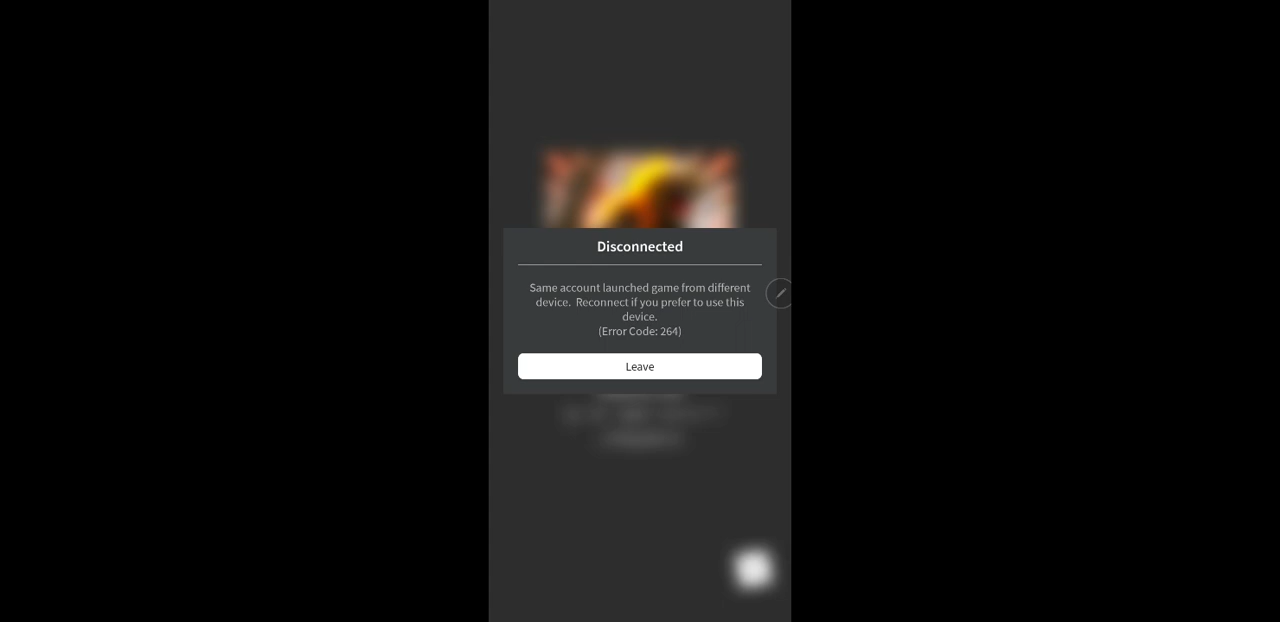 Disconnected
Same account launched game from different
device.  Reconnect if you prefer to use this
device.
(Error Code: 264)
Leave